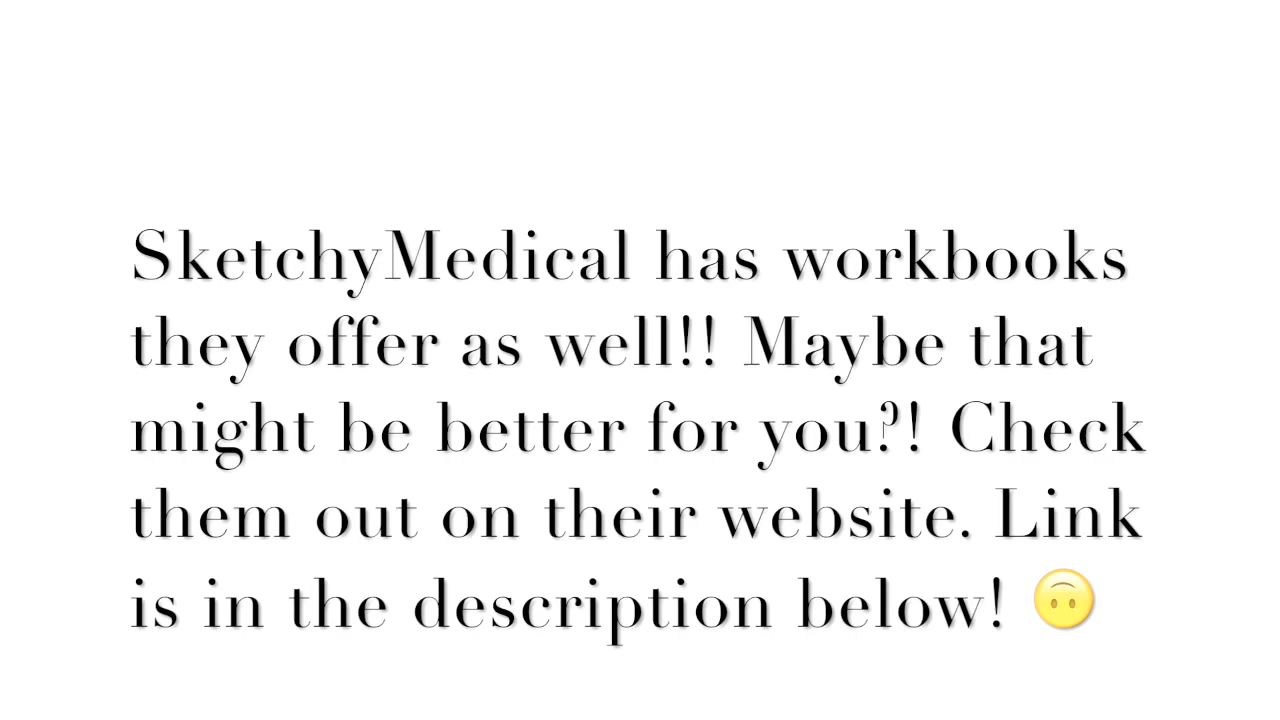 SketchyMedical has workbooks
they offer as well!! Maybe that
might be better for you?! Check
them out on their website. Link
is in the description below! 🙃